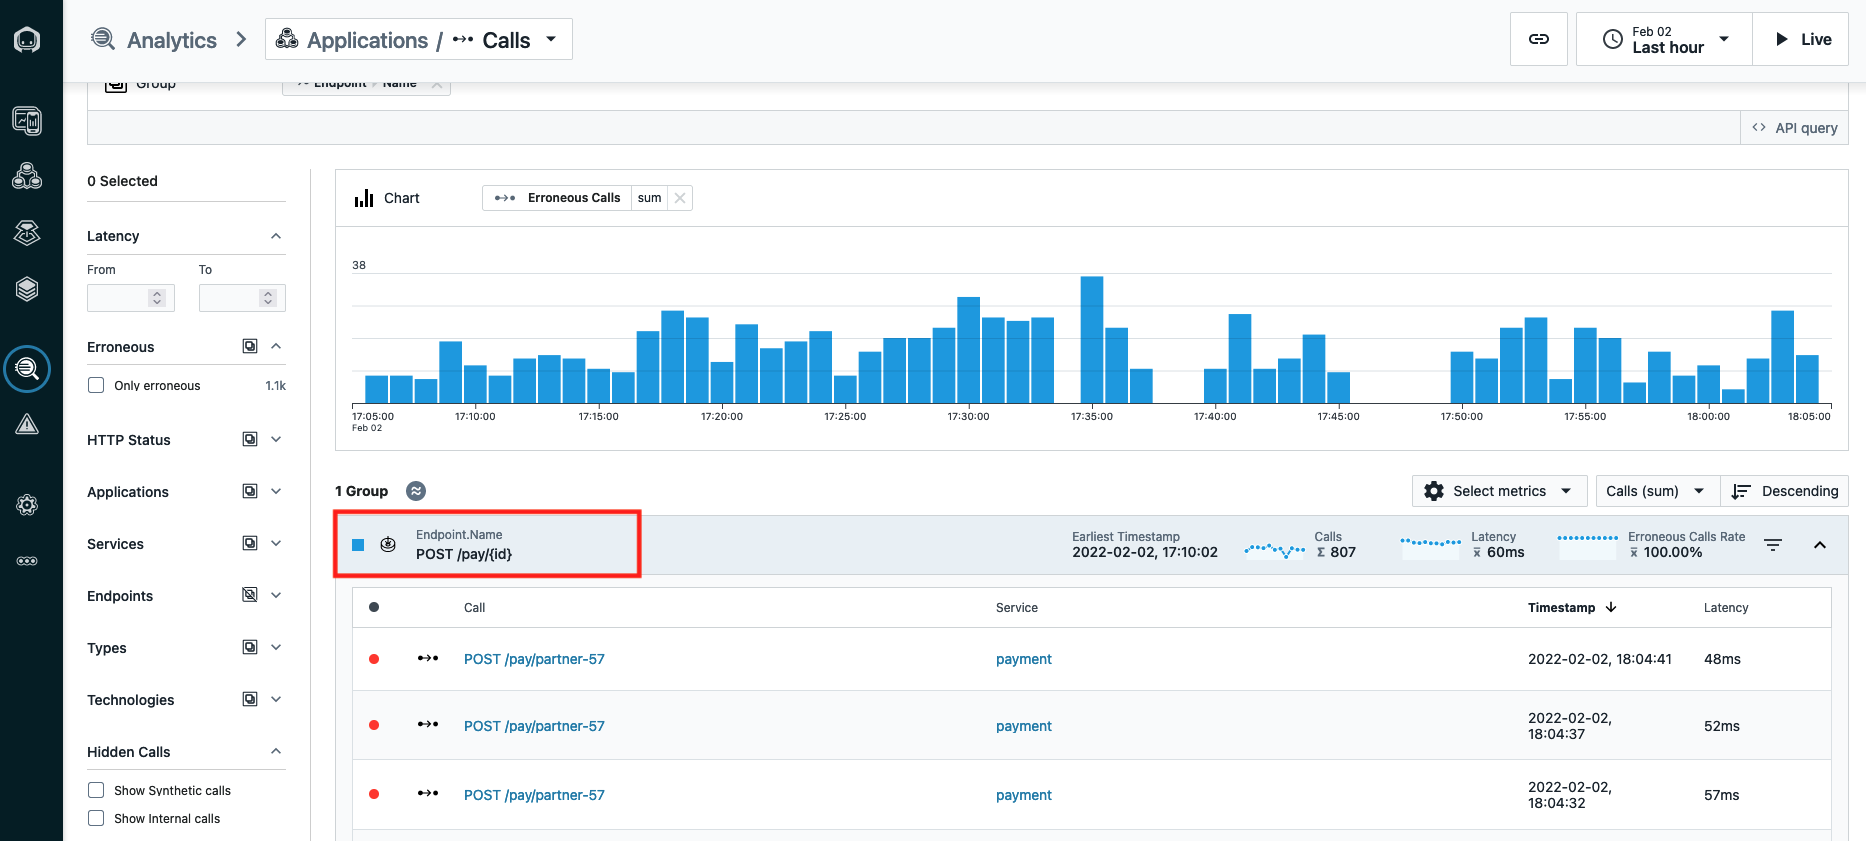 Analytics
Applications / Calls
Feb 02
Last hour
Live
Group
Endpoint Name
API query
0 Selected
Latency
From
To
Erroneous
Only erroneous 1.1k
HTTP Status
Applications
Services
Endpoints
Types
Technologies
Hidden Calls
Show Synthetic calls
Show Internal calls
Chart
Erroneous Calls sum
38
17:05:00 17:10:00 17:15:00 17:20:00 17:25:00 17:30:00 17:35:00 17:40:00 17:45:00 17:50:00 17:55:00 18:00:00 18:05:00
Feb 02
1 Group
Select metrics
Calls (sum)
Descending
Endpoint.Name
POST /pay/{id}
Earliest Timestamp
2022-02-02, 17:10:02
Calls
Σ 807
Latency
x̄ 60ms
Erroneous Calls Rate
x̄ 100.00%
Call Service Timestamp Latency
POST /pay/partner-57 payment 2022-02-02, 18:04:41 48ms
POST /pay/partner-57 payment 2022-02-02, 18:04:37 52ms
POST /pay/partner-57 payment 2022-02-02, 18:04:32 57ms